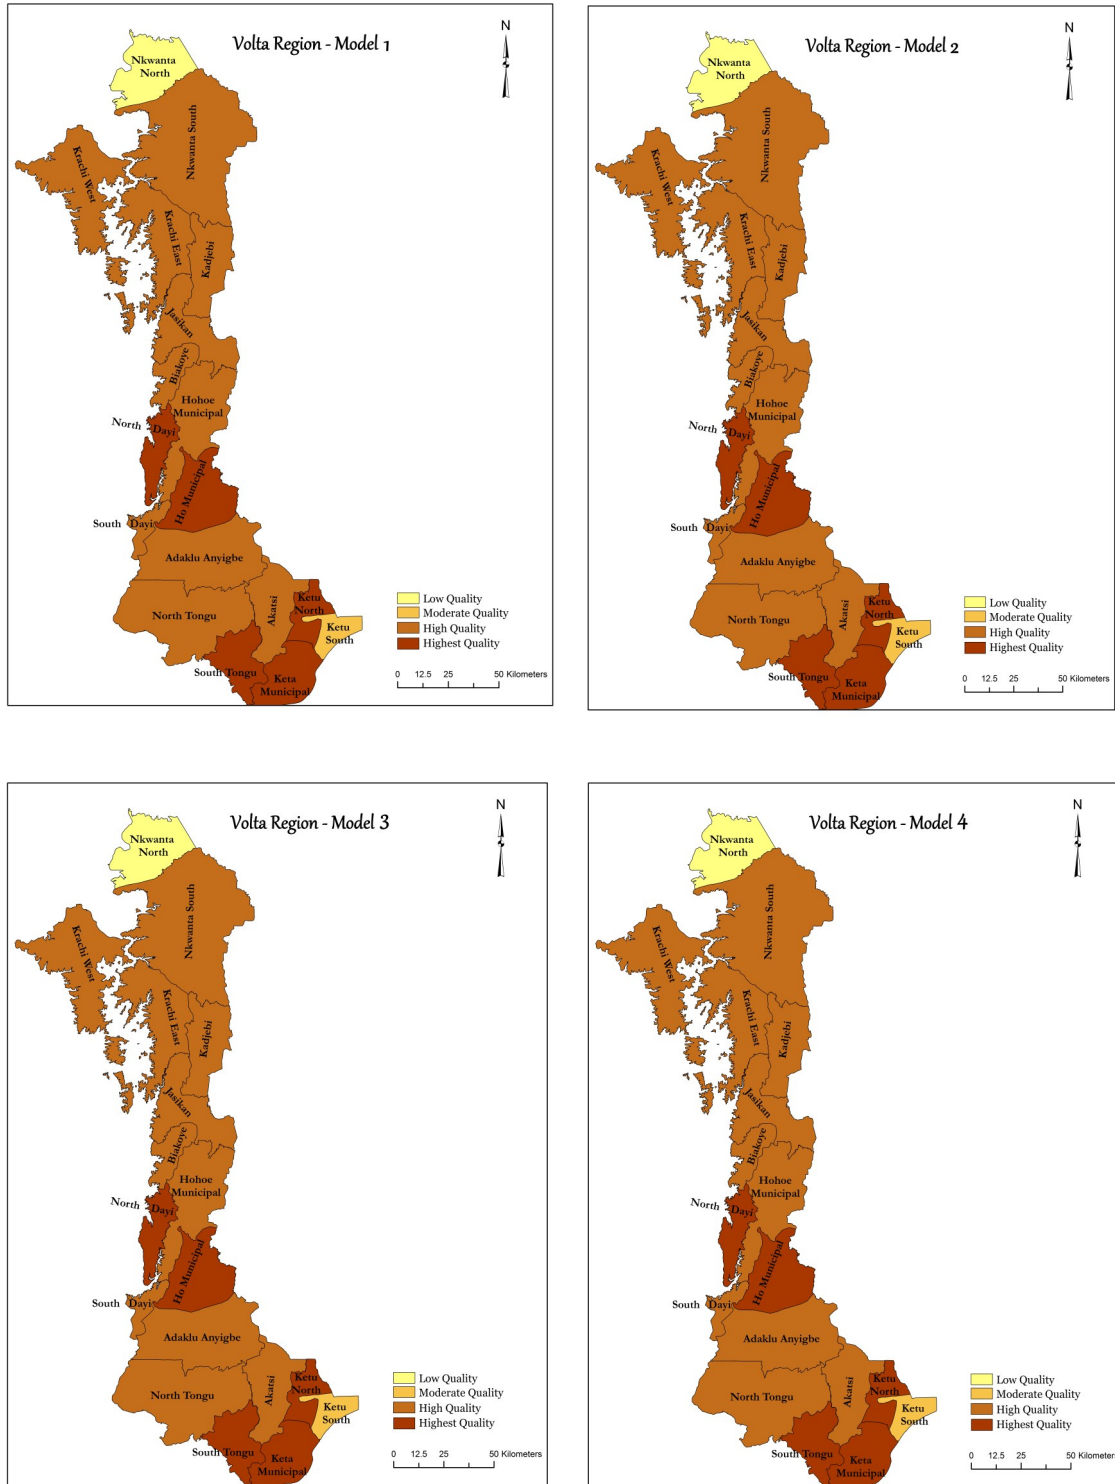 Volta Region - Model 1
N
Nkwanta
North
Nkwanta South
Krachi West
Krachi East
Kadjebi
Jasikan
Biakoye
Hohoe
Municipal
North Dayi
Ho Municipal
South Dayi
Adaklu Anyigbe
North Tongu
Akatsi
Ketu
North
Ketu
South
South Tongu
Keta
Municipal
Low Quality
Moderate Quality
High Quality
Highest Quality
0 12.5 25 50 Kilometers
Volta Region - Model 2
N
Nkwanta
North
Nkwanta South
Krachi West
Krachi East
Kadjebi
Jasikan
Biakoye
Hohoe
Municipal
North Dayi
Ho Municipal
South Dayi
Adaklu Anyigbe
North Tongu
Akatsi
Ketu
North
Ketu
South
South Tongu
Keta
Municipal
Low Quality
Moderate Quality
High Quality
Highest Quality
0 12.5 25 50 Kilometers
Volta Region - Model 3
N
Nkwanta
North
Nkwanta South
Krachi West
Krachi East
Kadjebi
Jasikan
Biakoye
Hohoe
Municipal
North Dayi
Ho Municipal
South Dayi
Adaklu Anyigbe
North Tongu
Akatsi
Ketu
North
Ketu
South
South Tongu
Keta
Municipal
Low Quality
Moderate Quality
High Quality
Highest Quality
0 12.5 25 50 Kilometers
Volta Region - Model 4
N
Nkwanta
North
Nkwanta South
Krachi West
Krachi East
Kadjebi
Jasikan
Biakoye
Hohoe
Municipal
North Dayi
Ho Municipal
South Dayi
Adaklu Anyigbe
North Tongu
Akatsi
Ketu
North
Ketu
South
South Tongu
Keta
Municipal
Low Quality
Moderate Quality
High Quality
Highest Quality
0 12.5 25 50 Kilometers